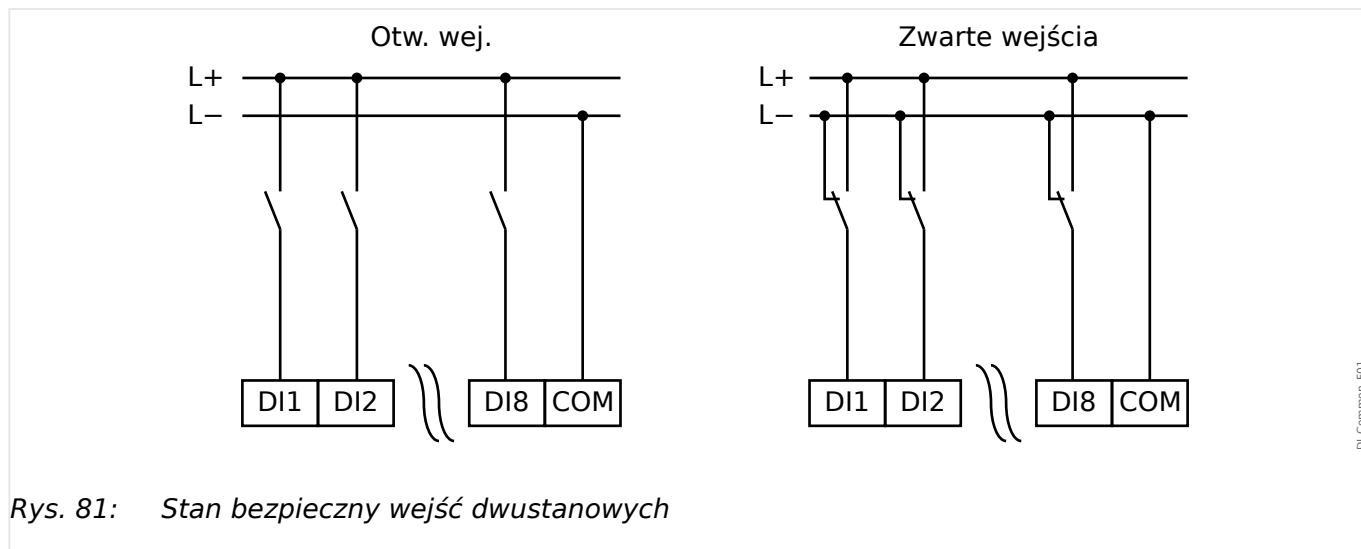 Otw. wej.
L+
L−
DI1 DI2 DI8 COM
Zwarte wejścia
L+
L−
DI1 DI2 DI8 COM
Rys. 81: Stan bezpieczny wejść dwustanowych